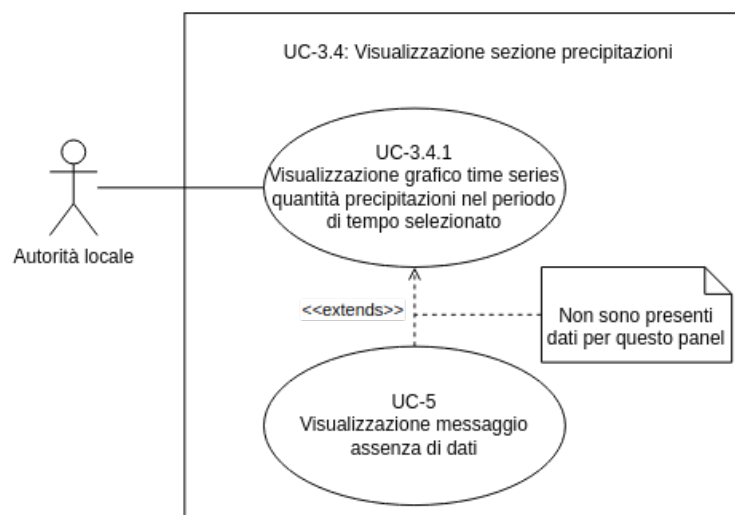 UC-3.4: Visualizzazione sezione precipitazioni
UC-3.4.1
Visualizzazione grafico time series
quantità precipitazioni nel periodo
di tempo selezionato
Autorità locale
<<extends>>
Non sono presenti
dati per questo panel
UC-5
Visualizzazione messaggio
assenza di dati